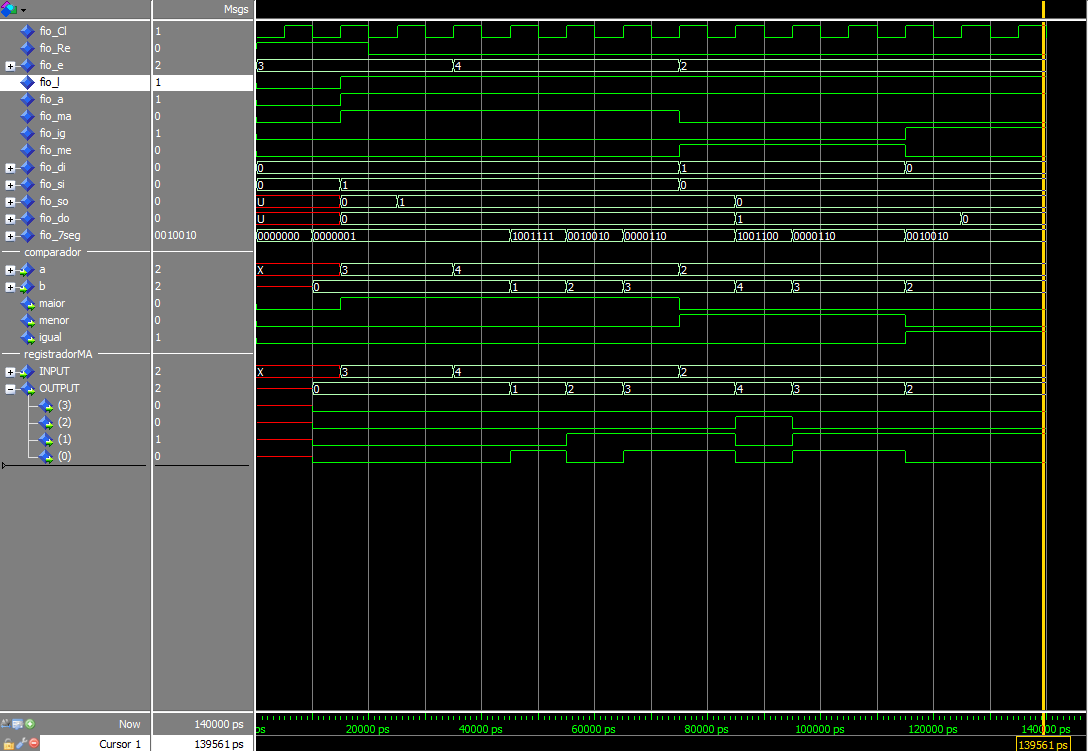 Msgs
fio_Cl 1
fio_Re 0
fio_e 2 3 4 2
fio_l 1
fio_a 1
fio_ma 0
fio_ig 1
fio_me 0
fio_di 0 0 1 0
fio_si 0 0 1 0
fio_so 0 U 0 1 0
fio_do 0 U 0 1 0
fio_7seg 0010010 0000000 0000001 1001111 0010010 0000110 1001100 0000110 0010010
comparador
a 2 X 3 4 2
b 2 0 1 2 3 4 3 2
maior 0
menor 0
igual 1
registradorMA
INPUT 2 X 3 4 2
OUTPUT 2 0 1 2 3 4 3 2
(3) 0
(2) 0
(1) 1
(0) 0
Now 140000 ps ps 20000 ps 40000 ps 60000 ps 80000 ps 100000 ps 120000 ps 140000 ps
Cursor 1 139561 ps 139561 ps